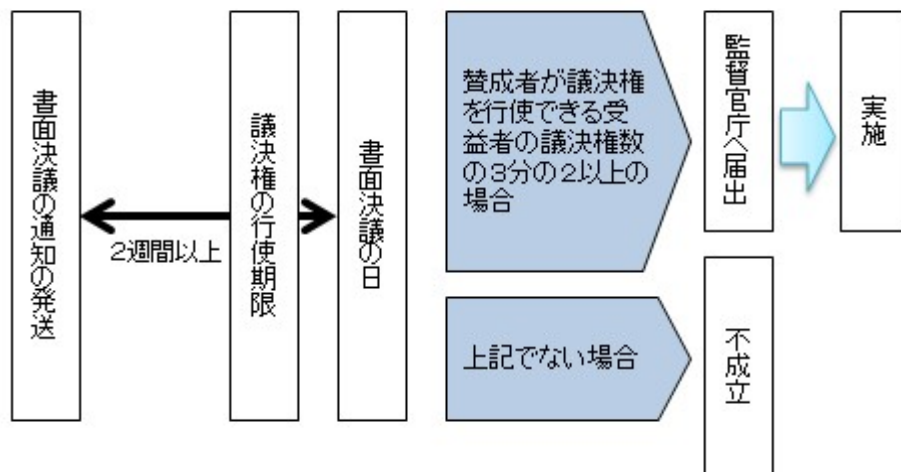 書面決議の通知の発送
2週間以上
議決権の行使期限
書面決議の日
賛成者が議決権
を行使できる受
益者の議決権数
の3分の2以上の
場合
監督官庁へ届出
実施
上記でない場合
不成立